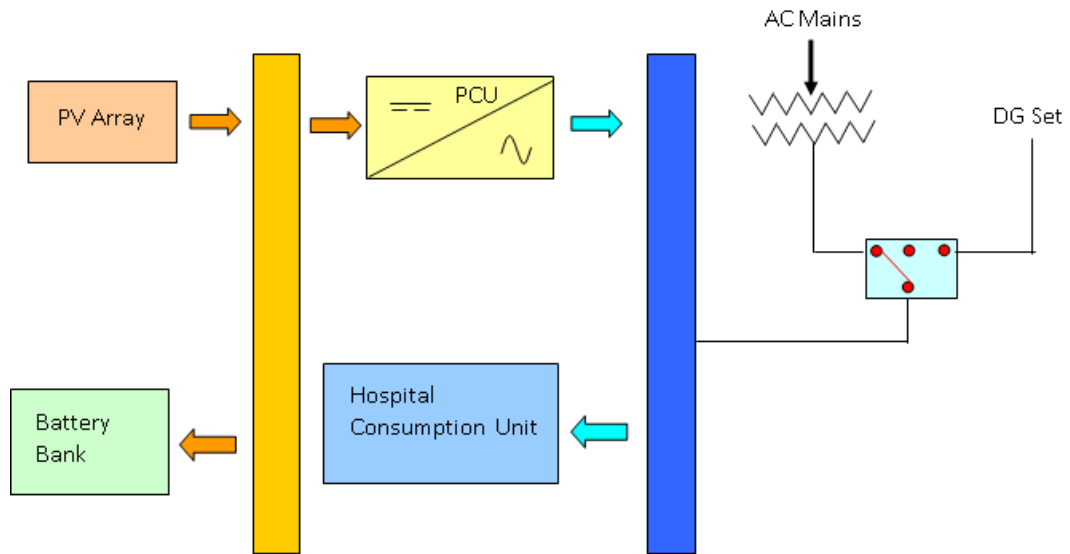 AC Mains
PV Array
PCU
DG Set
Battery
Bank
Hospital
Consumption Unit